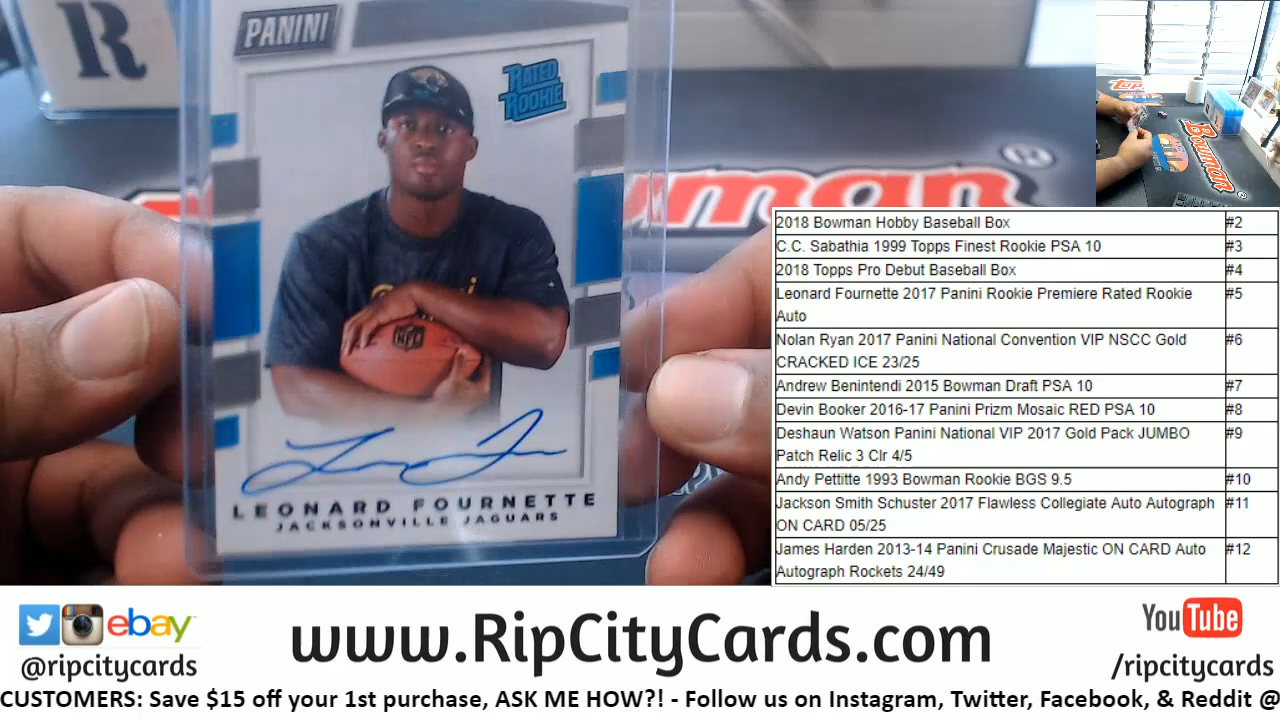 R
PANINI
RATED
ROOKIE
NFL
LEONARD FOURNETTE
JACKSONVILLE JAGUARS
wman®
Topps
Bowman®
2018 Bowman Hobby Baseball Box #2
C.C. Sabathia 1999 Topps Finest Rookie PSA 10 #3
2018 Topps Pro Debut Baseball Box #4
Leonard Fournette 2017 Panini Rookie Premiere Rated Rookie #5
Auto
Nolan Ryan 2017 Panini National Convention VIP NSCC Gold #6
CRACKED ICE 23/25
Andrew Benintendi 2015 Bowman Draft PSA 10 #7
Devin Booker 2016-17 Panini Prizm Mosaic RED PSA 10 #8
Deshaun Watson Panini National VIP 2017 Gold Pack JUMBO #9
Patch Relic 3 Clr 4/5
Andy Pettitte 1993 Bowman Rookie BGS 9.5 #10
Jackson Smith Schuster 2017 Flawless Collegiate Auto Autograph #11
ON CARD 05/25
James Harden 2013-14 Panini Crusade Majestic ON CARD Auto #12
Autograph Rockets 24/49
ebay
@ripcitycards
www.RipCityCards.com
YouTube
/ripcitycards
CUSTOMERS: Save $15 off your 1st purchase, ASK ME HOW?! - Follow us on Instagram, Twitter, Facebook, & Reddit @